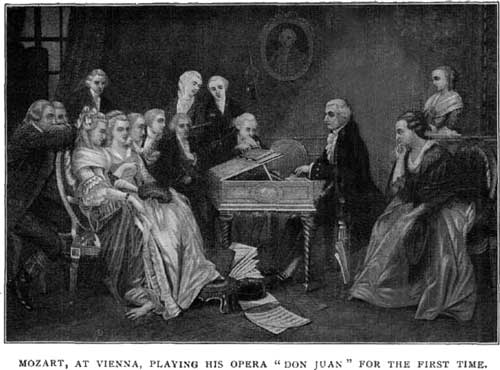 MOZART, AT VIENNA, PLAYING HIS OPERA "DON JUAN" FOR THE FIRST TIME.